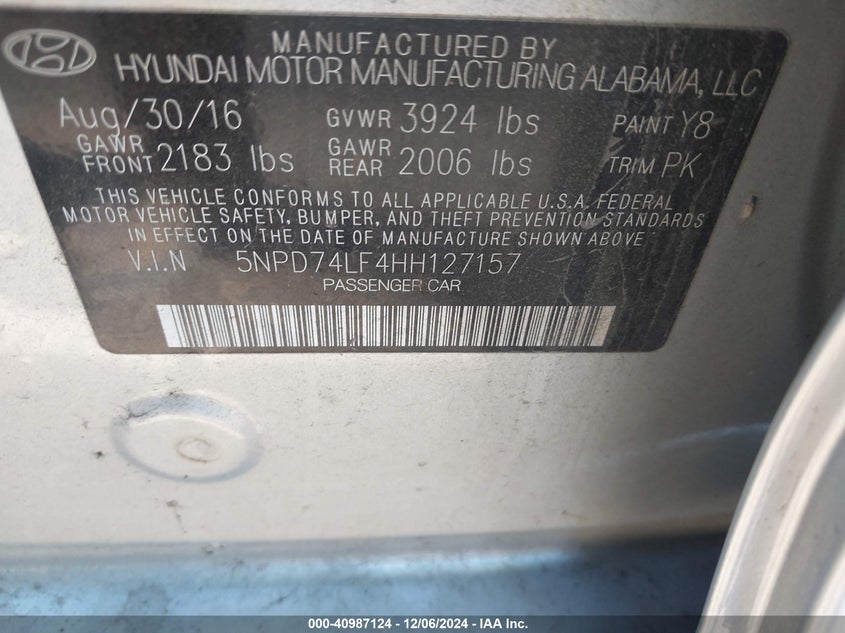 MANUFACTURED BY
HYUNDAI MOTOR MANUFACTURING ALABAMA, LLC
Aug/30/16 GVWR 3924 lbs PAINT Y8
GAWR FRONT 2183 lbs GAWR REAR 2006 lbs TRIM PK
THIS VEHICLE CONFORMS TO ALL APPLICABLE U.S.A. FEDERAL
MOTOR VEHICLE SAFETY, BUMPER, AND THEFT PREVENTION STANDARDS
IN EFFECT ON THE DATE OF MANUFACTURE SHOWN ABOVE
V.I.N 5NPD74LF4HH127157
PASSENGER CAR
000-40987124 - 12/06/2024 - IAA Inc.